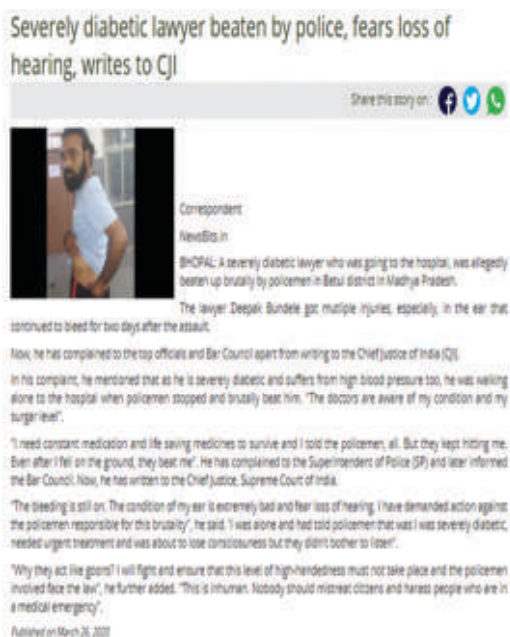 Severely diabetic lawyer beaten by police, fears loss of
hearing, writes to CJI
Share this story on :
Correspondent
NewsBits.in
BHOPAL: A severely diabetic lawyer who was going to the hospital, was allegedly
beaten up brutally by policemen in Betul district in Madhya Pradesh.
The lawyer Deepak Bundele got mutiple injuries, especially, in the ear that
continued to bleed for two days after the assault.
Now, he has complained to the top officials and Bar Council apart from writing to the Chief Justice of India (CJI).
In his complaint, he mentioned that as he is severely diabetic and suffers from high blood pressure too, he was walking
alone to the hospital when policemen stopped and brutally beat him. "The doctors are aware of my condition and my
surger level".
"I need constant medication and life saving medicines to survive and I told the policemen, all. But they kept hitting me.
Even after I fell on the ground, they beat me". He has complained to the Superintendent of Police (SP) and later informed
the Bar Council. Now, he has written to the Chief Justice, Supreme Court of India.
"The bleeding is still on. The condition of my ear is extremely bad and fear loss of hearing. I have demanded action against
the policemen responsible for this brutality", he said. "I was alone and had told policemen that was I was severely diabetic,
needed urgent treatment and was about to lose consciousness but they didn't bother to listen".
"Why they act like goons? I will fight and ensure that this level of high-handedness must not take place and the policemen
involved face the law", he further added. "This is inhuman. Nobody should mistreat citizens and harass people who are in
a medical emergency".
Published on March 26, 2020